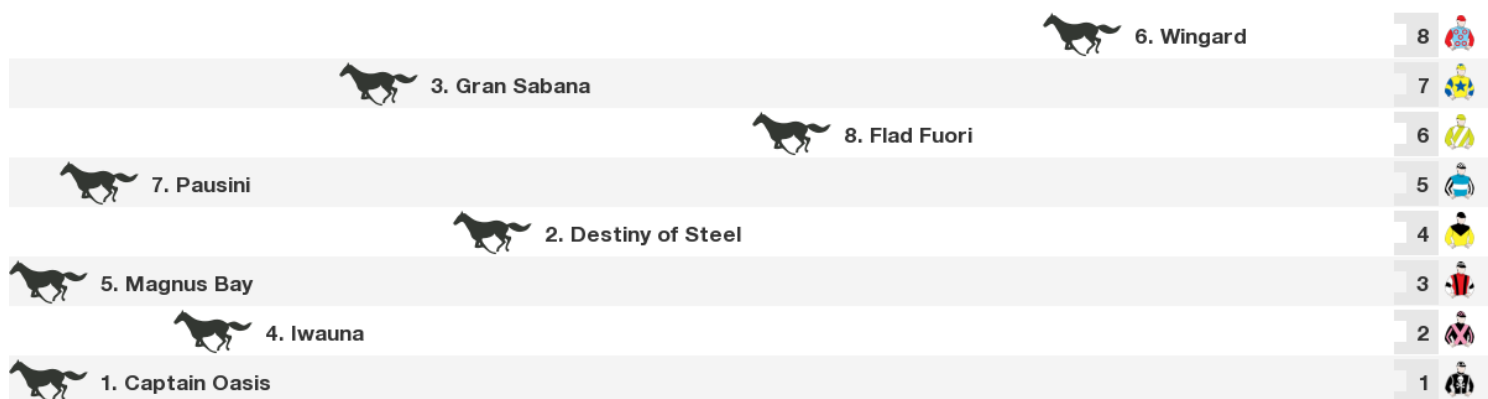 6. Wingard 8
3. Gran Sabana 7
8. Flad Fuori 6
7. Pausini 5
2. Destiny of Steel 4
5. Magnus Bay 3
4. Iwauna 2
1. Captain Oasis 1